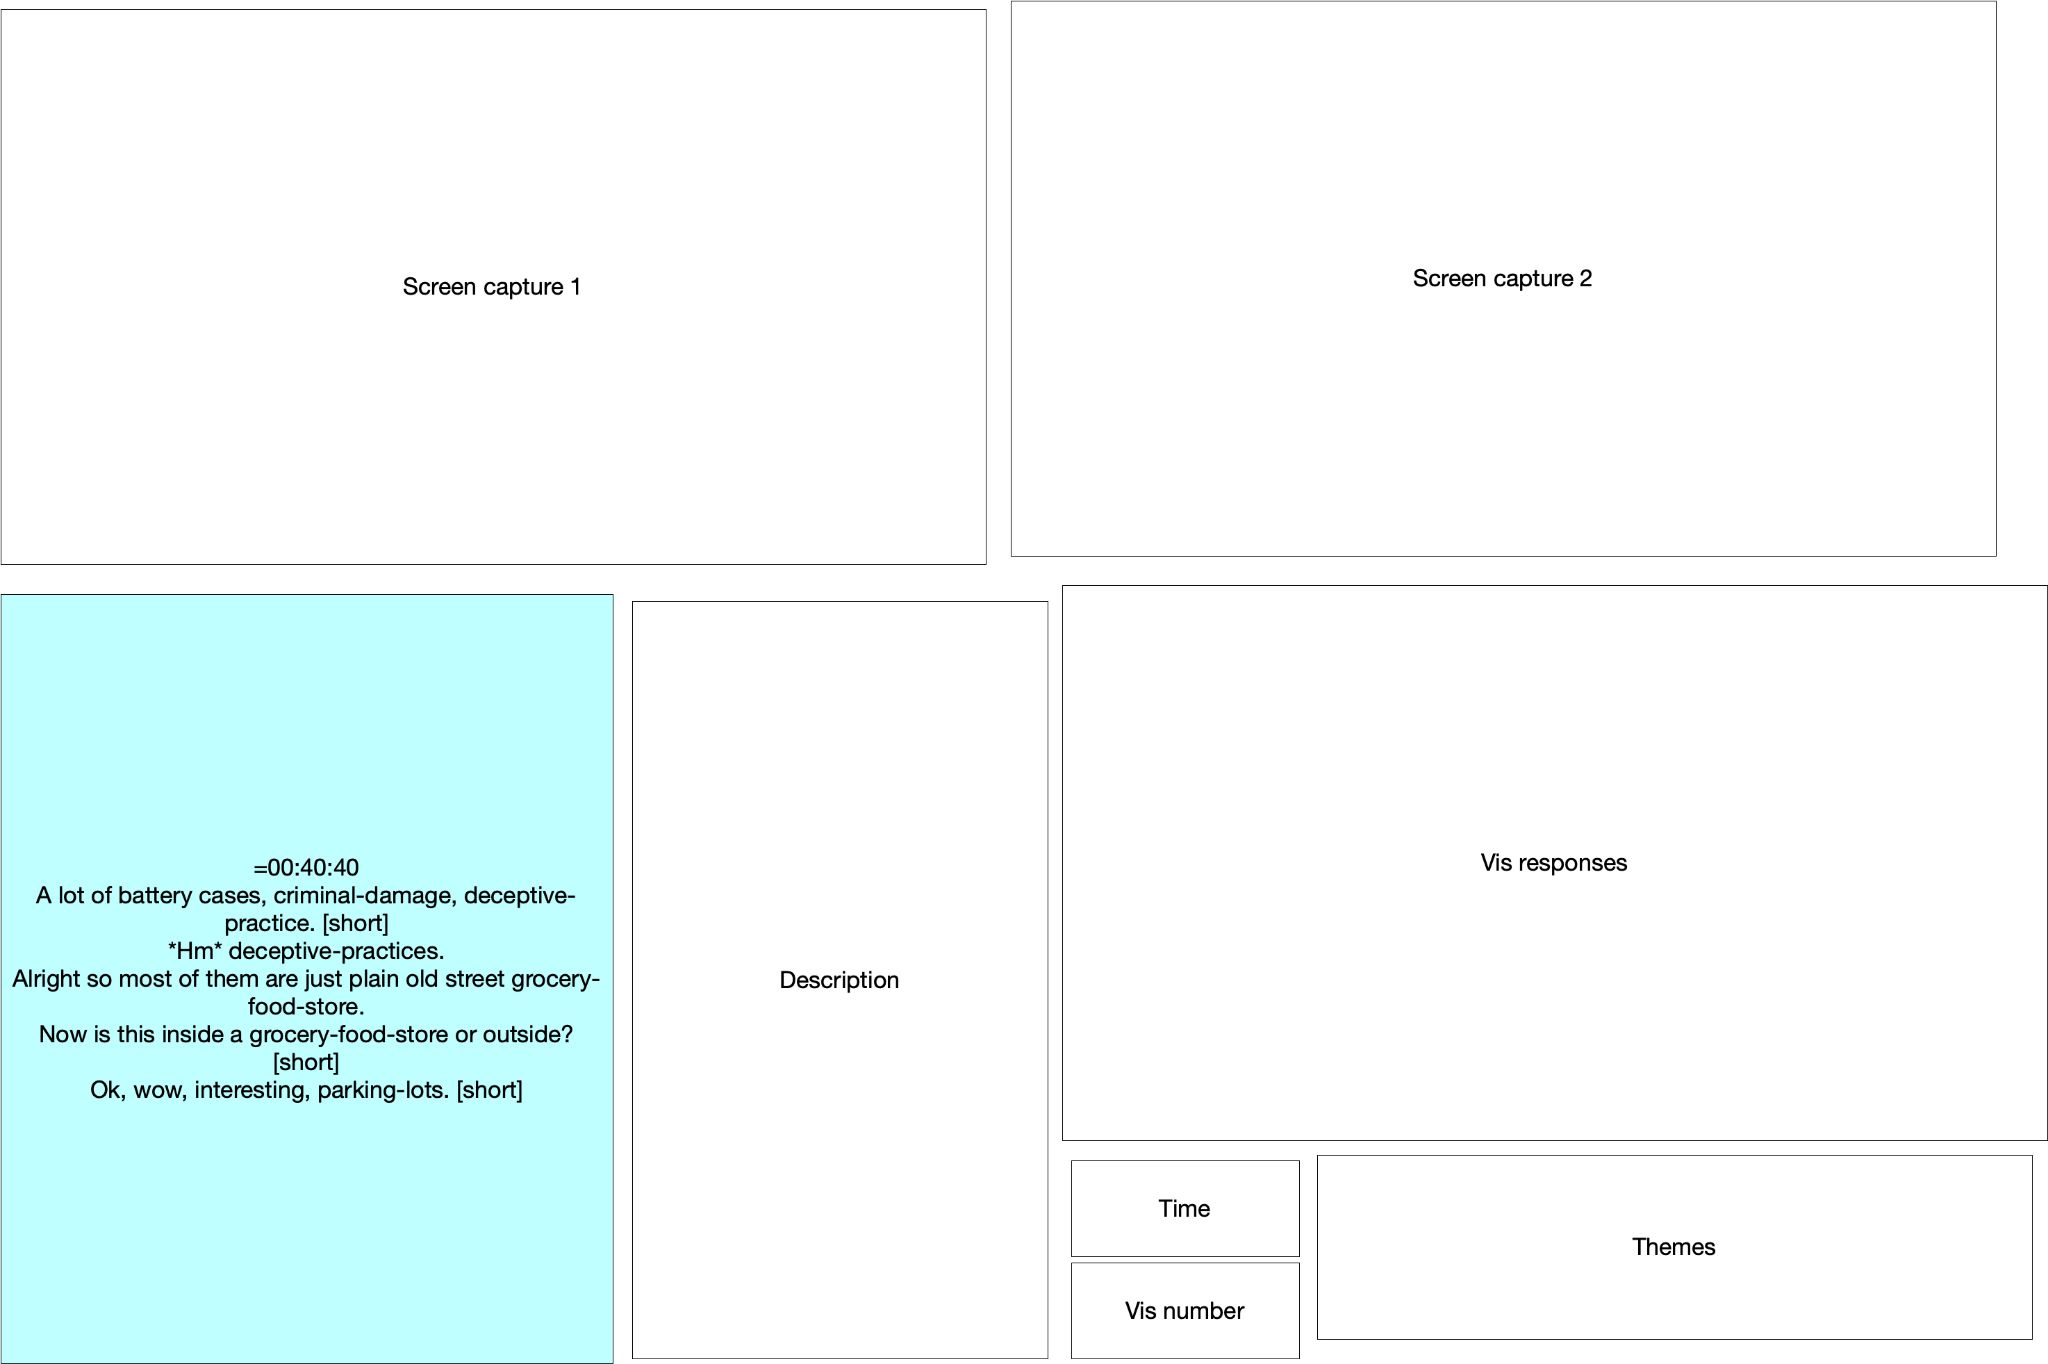 Screen capture 1
Screen capture 2
=00:40:40
A lot of battery cases, criminal-damage, deceptive-
practice. [short]
*Hm* deceptive-practices.
Alright so most of them are just plain old street grocery-
food-store.
Now is this inside a grocery-food-store or outside?
[short]
Ok, wow, interesting, parking-lots. [short]
Description
Vis responses
Time
Vis number
Themes